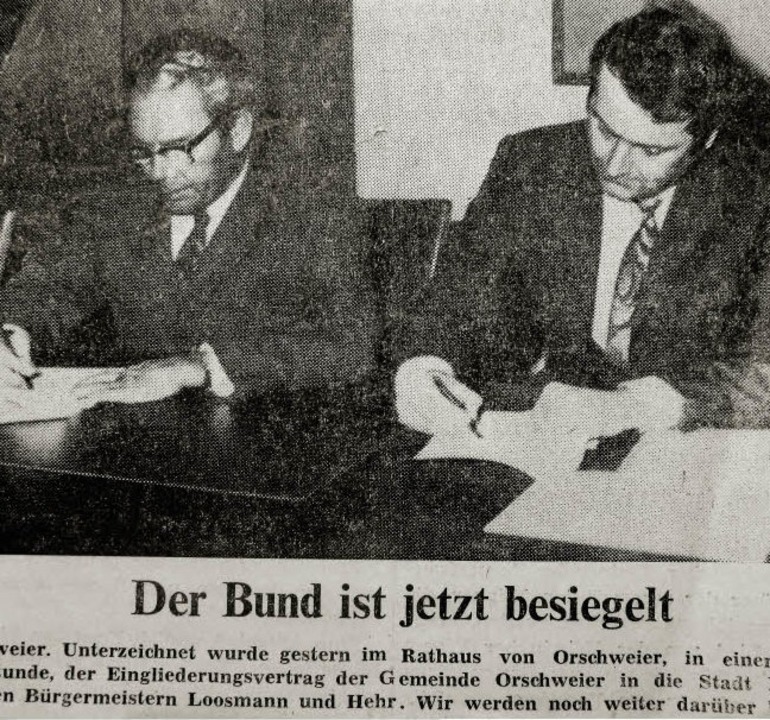 Der Bund ist jetzt besiegelt
weier. Unterzeichnet wurde gestern im Rathaus von Orschweier, in einer
unde, der Eingliederungsvertrag der Gemeinde Orschweier in die Stadt
en Bürgermeistern Loosmann und Hehr. Wir werden noch weiter darüber